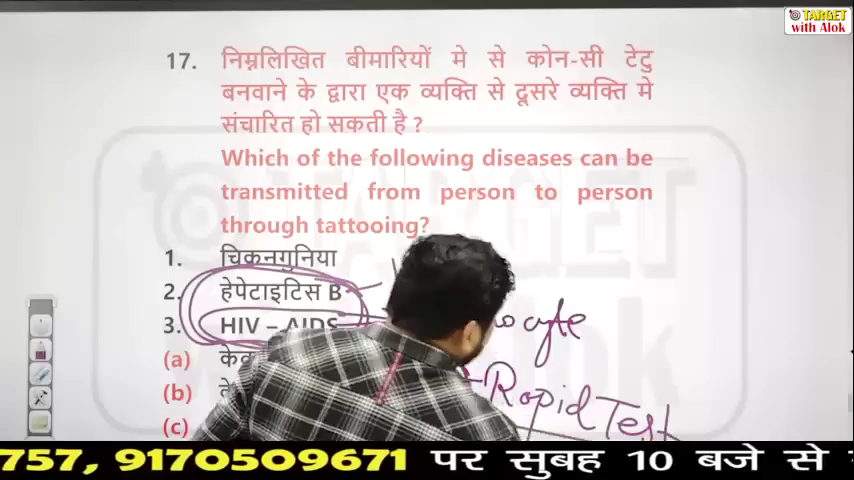 TARGET
with Alok
17. निम्नलिखित बीमारियों मे से कोन-सी टेटु
बनवाने के द्वारा एक व्यक्ति से दूसरे व्यक्ति मे
संचारित हो सकती है ?
Which of the following diseases can be
transmitted from person to person
through tattooing?
1. चिकनगुनिया
2. हेपेटाइटिस B
3. HIV – AIDS
(a)
(b)
(c)
Rapid Test
757, 9170509671 पर सुबह 10 बजे से